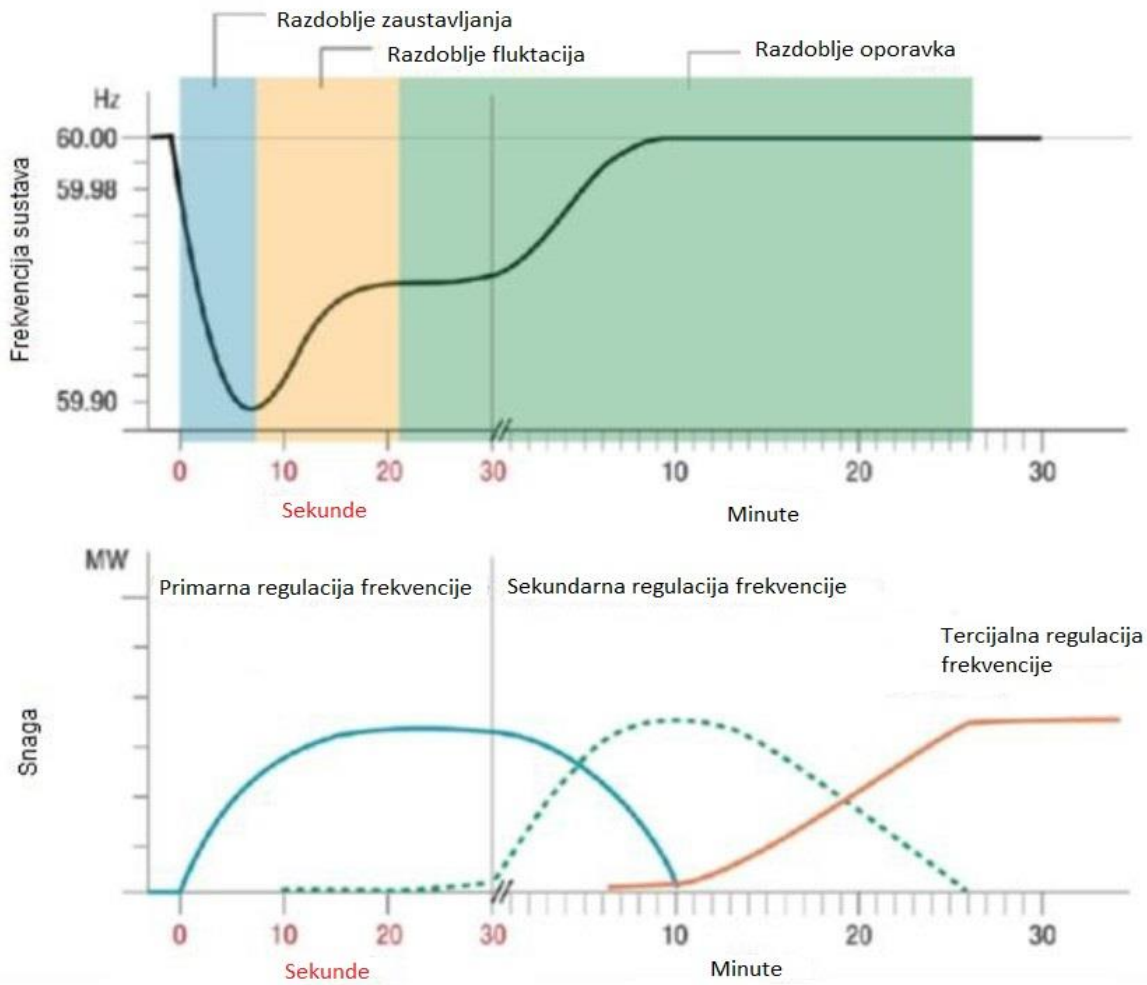 Razdoblje zaustavljanja
Razdoblje fluktacija
Razdoblje oporavka
Hz
60.00
59.98
59.90
Frekvencija sustava
0 10 20 30 10 20 30
Sekunde
Minute
MW
Primarna regulacija frekvencije
Sekundarna regulacija frekvencije
Tercijalna regulacija
frekvencije
Snaga
0 10 20 30 10 20 30
Sekunde
Minute